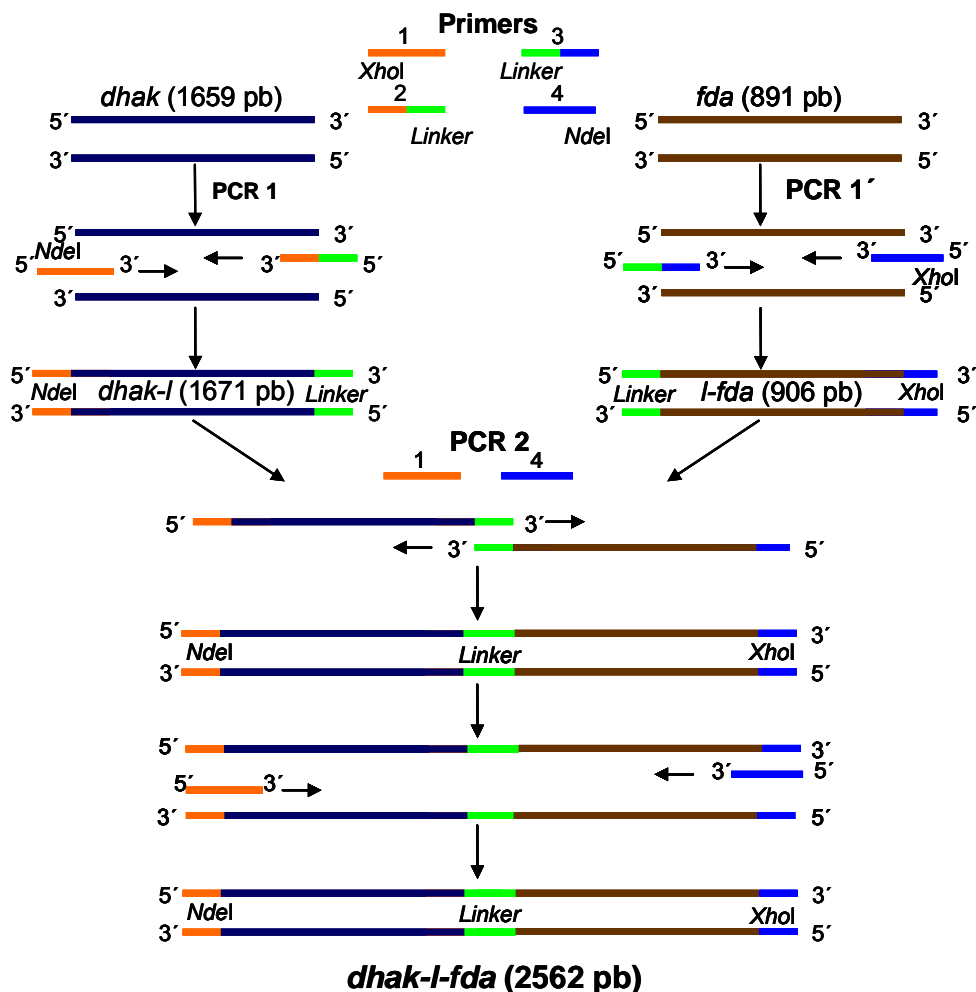 Primers
1 3
XhoI Linker
2 4
Linker NdeI
dhak (1659 pb)
5´ 3´
3´ 5´
PCR 1
5´ 3´
NdeI
5´ 3´ 3´ 5´
3´ 5´
5´ 3´
NdeI dhak-l (1671 pb) Linker
3´ 5´
fda (891 pb)
5´ 3´
3´ 5´
PCR 1´
5´ 3´
3´ 3´ 5´
XhoI
3´ 5´
5´ 3´
Linker l-fda (906 pb) XhoI
3´ 5´
PCR 2
1 4
5´ 3´
3´ 5´
5´ 3´
NdeI Linker XhoI
3´ 5´
5´ 3´
3´ 5´
5´ 3´
3´ 5´
5´ 3´
NdeI Linker XhoI
3´ 5´
dhak-l-fda (2562 pb)